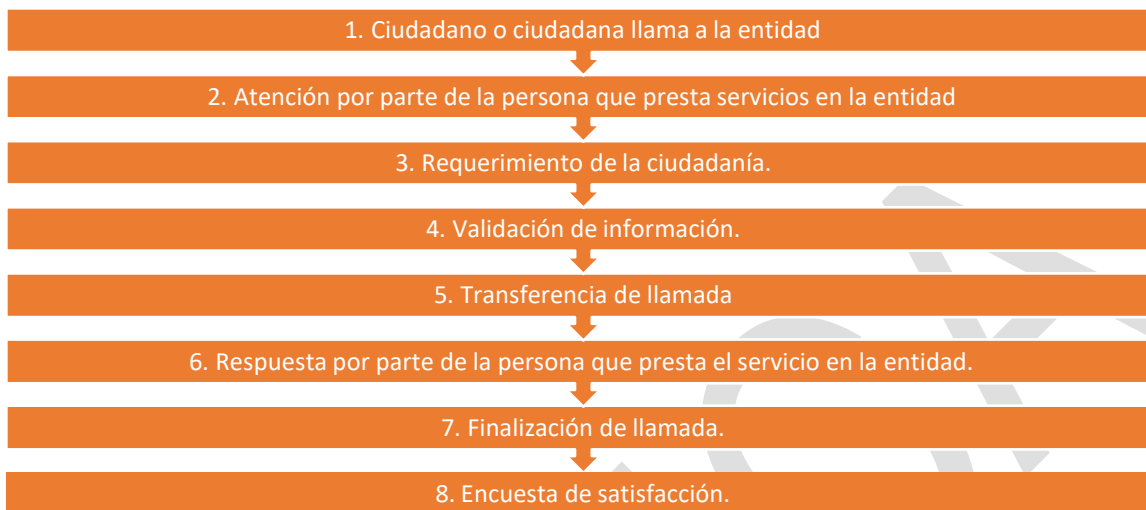 1. Ciudadano o ciudadana llama a la entidad
2. Atención por parte de la persona que presta servicios en la entidad
3. Requerimiento de la ciudadanía.
4. Validación de información.
5. Transferencia de llamada
6. Respuesta por parte de la persona que presta el servicio en la entidad.
7. Finalización de llamada.
8. Encuesta de satisfacción.